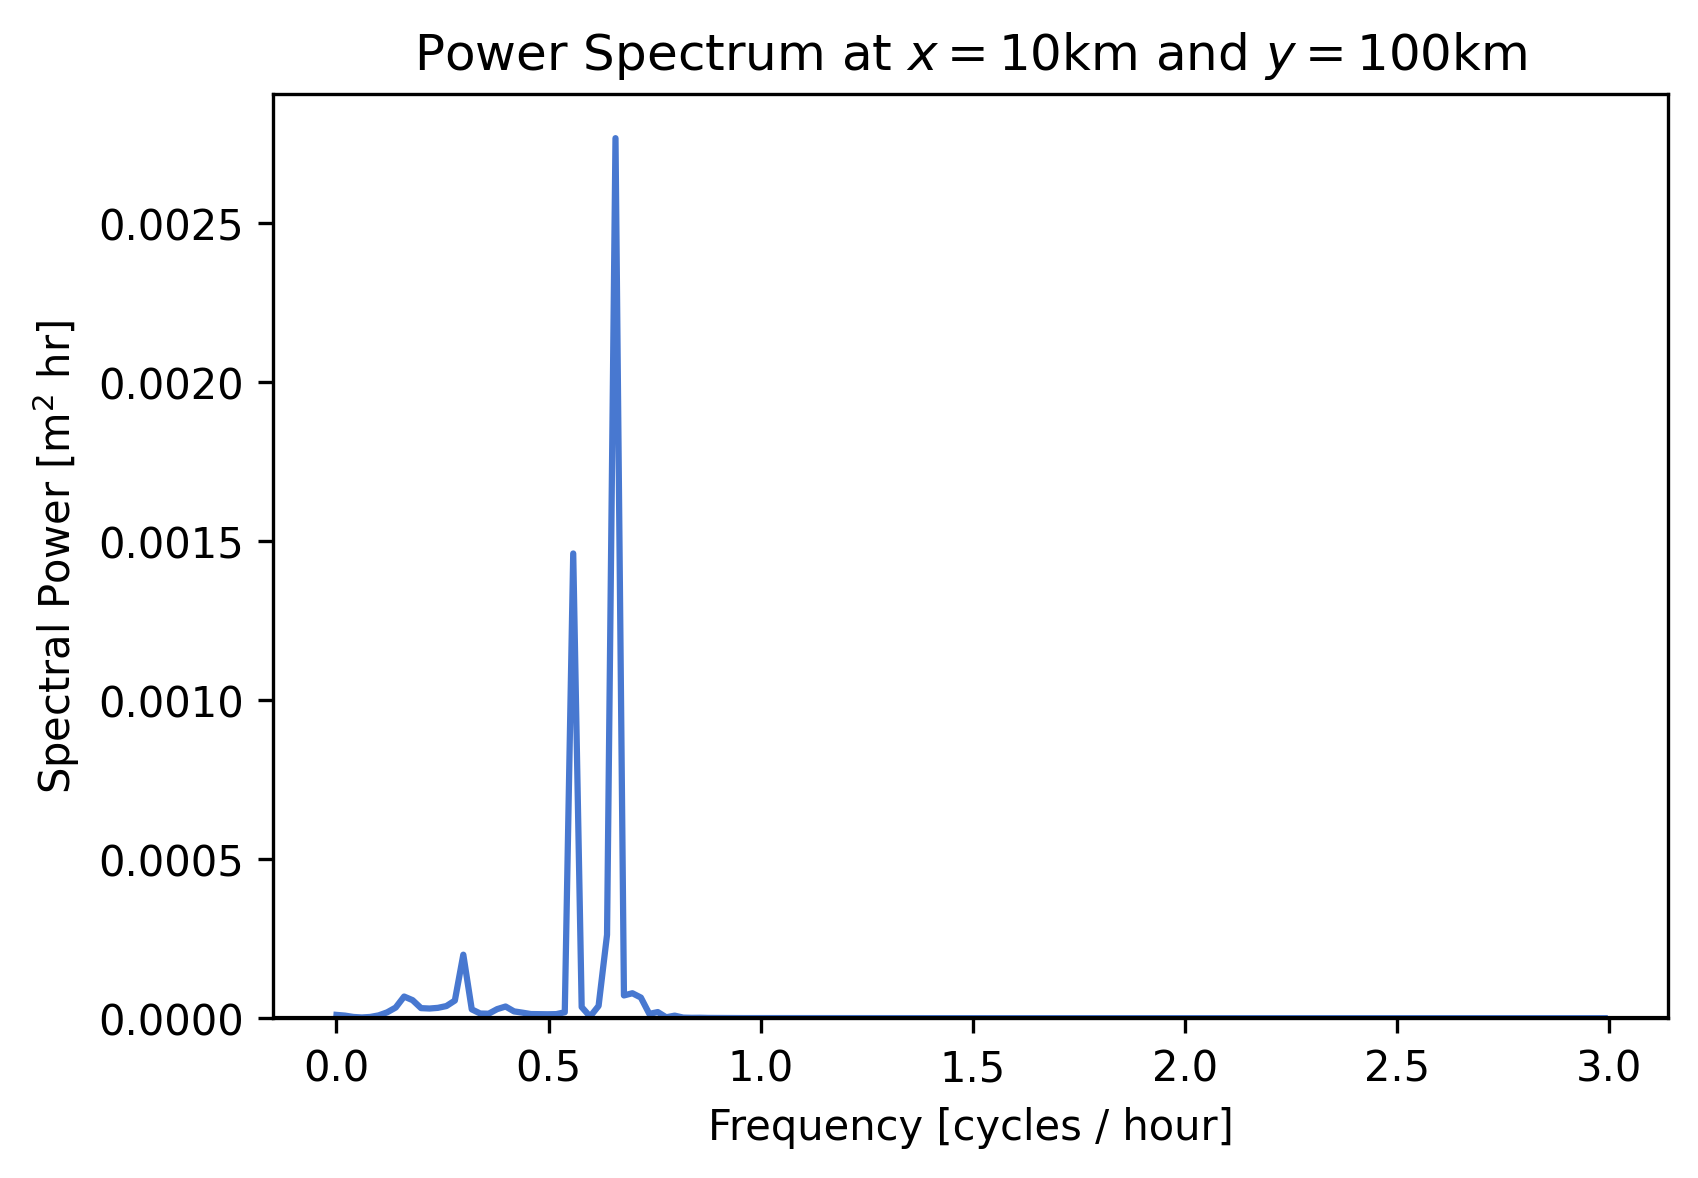 Power Spectrum at x = 10km and y = 100km
Spectral Power [m² hr]
0.0025
0.0020
0.0015
0.0010
0.0005
0.0000
0.0 0.5 1.0 1.5 2.0 2.5 3.0
Frequency [cycles / hour]